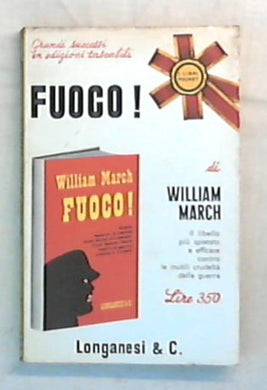 Grandi successi
in edizioni tascabili
I LIBRI
POCKET
FUOCO!
di
WILLIAM
MARCH
il libello
più spietato
e efficace
contro
le inutili crudeltà
della guerra
Lire 350
William March
FUOCO!
LONGANESI & C.
Longanesi & C.